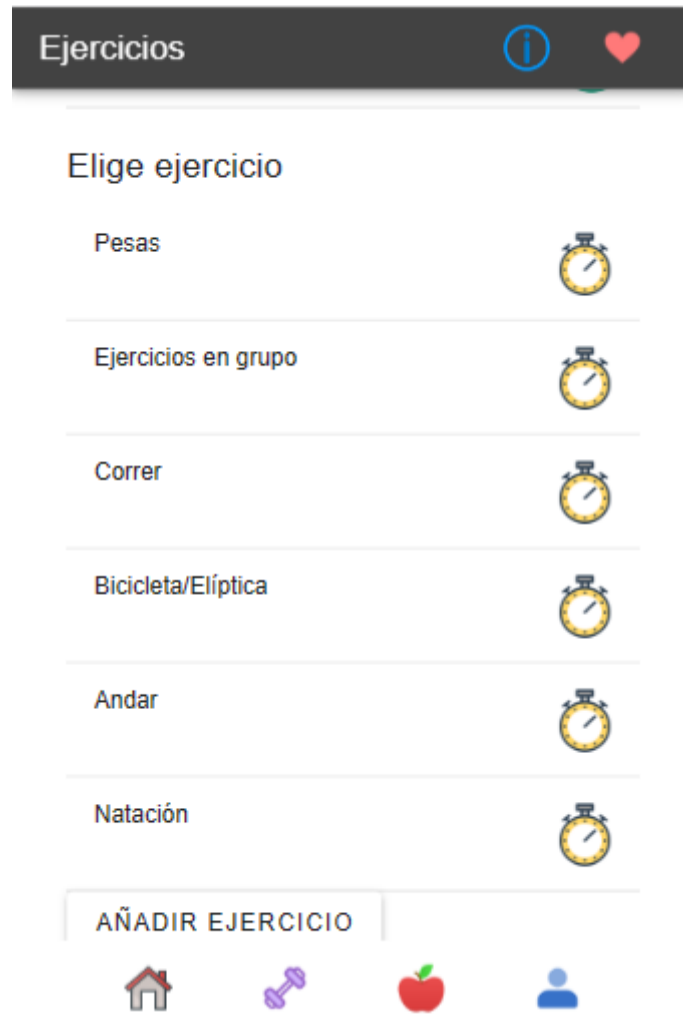 Ejercicios
Elige ejercicio
Pesas
Ejercicios en grupo
Correr
Bicicleta/Elíptica
Andar
Natación
AÑADIR EJERCICIO